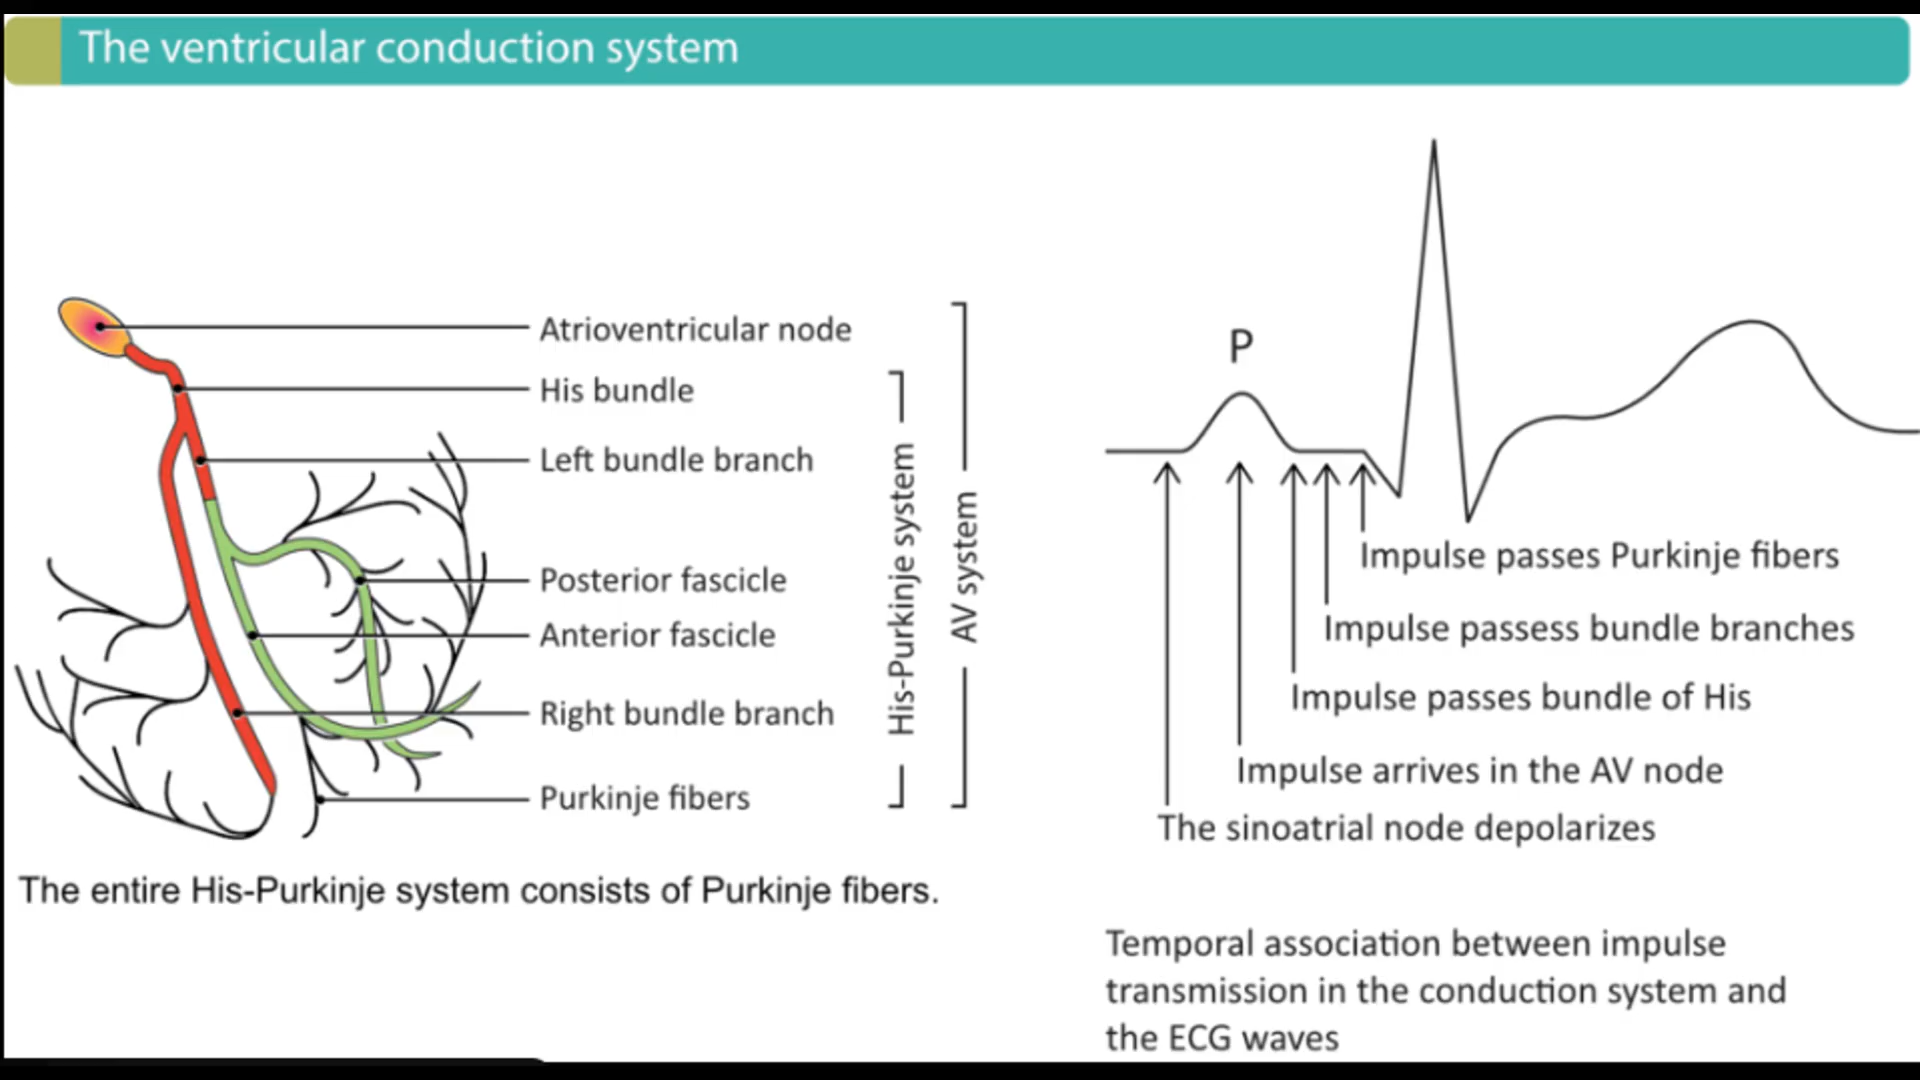 The ventricular conduction system
Atrioventricular node
His bundle
Left bundle branch
Posterior fascicle
Anterior fascicle
Right bundle branch
Purkinje fibers
His-Purkinje system
AV system
The entire His-Purkinje system consists of Purkinje fibers.
P
Impulse passes Purkinje fibers
Impulse passess bundle branches
Impulse passes bundle of His
Impulse arrives in the AV node
The sinoatrial node depolarizes
Temporal association between impulse
transmission in the conduction system and
the ECG waves